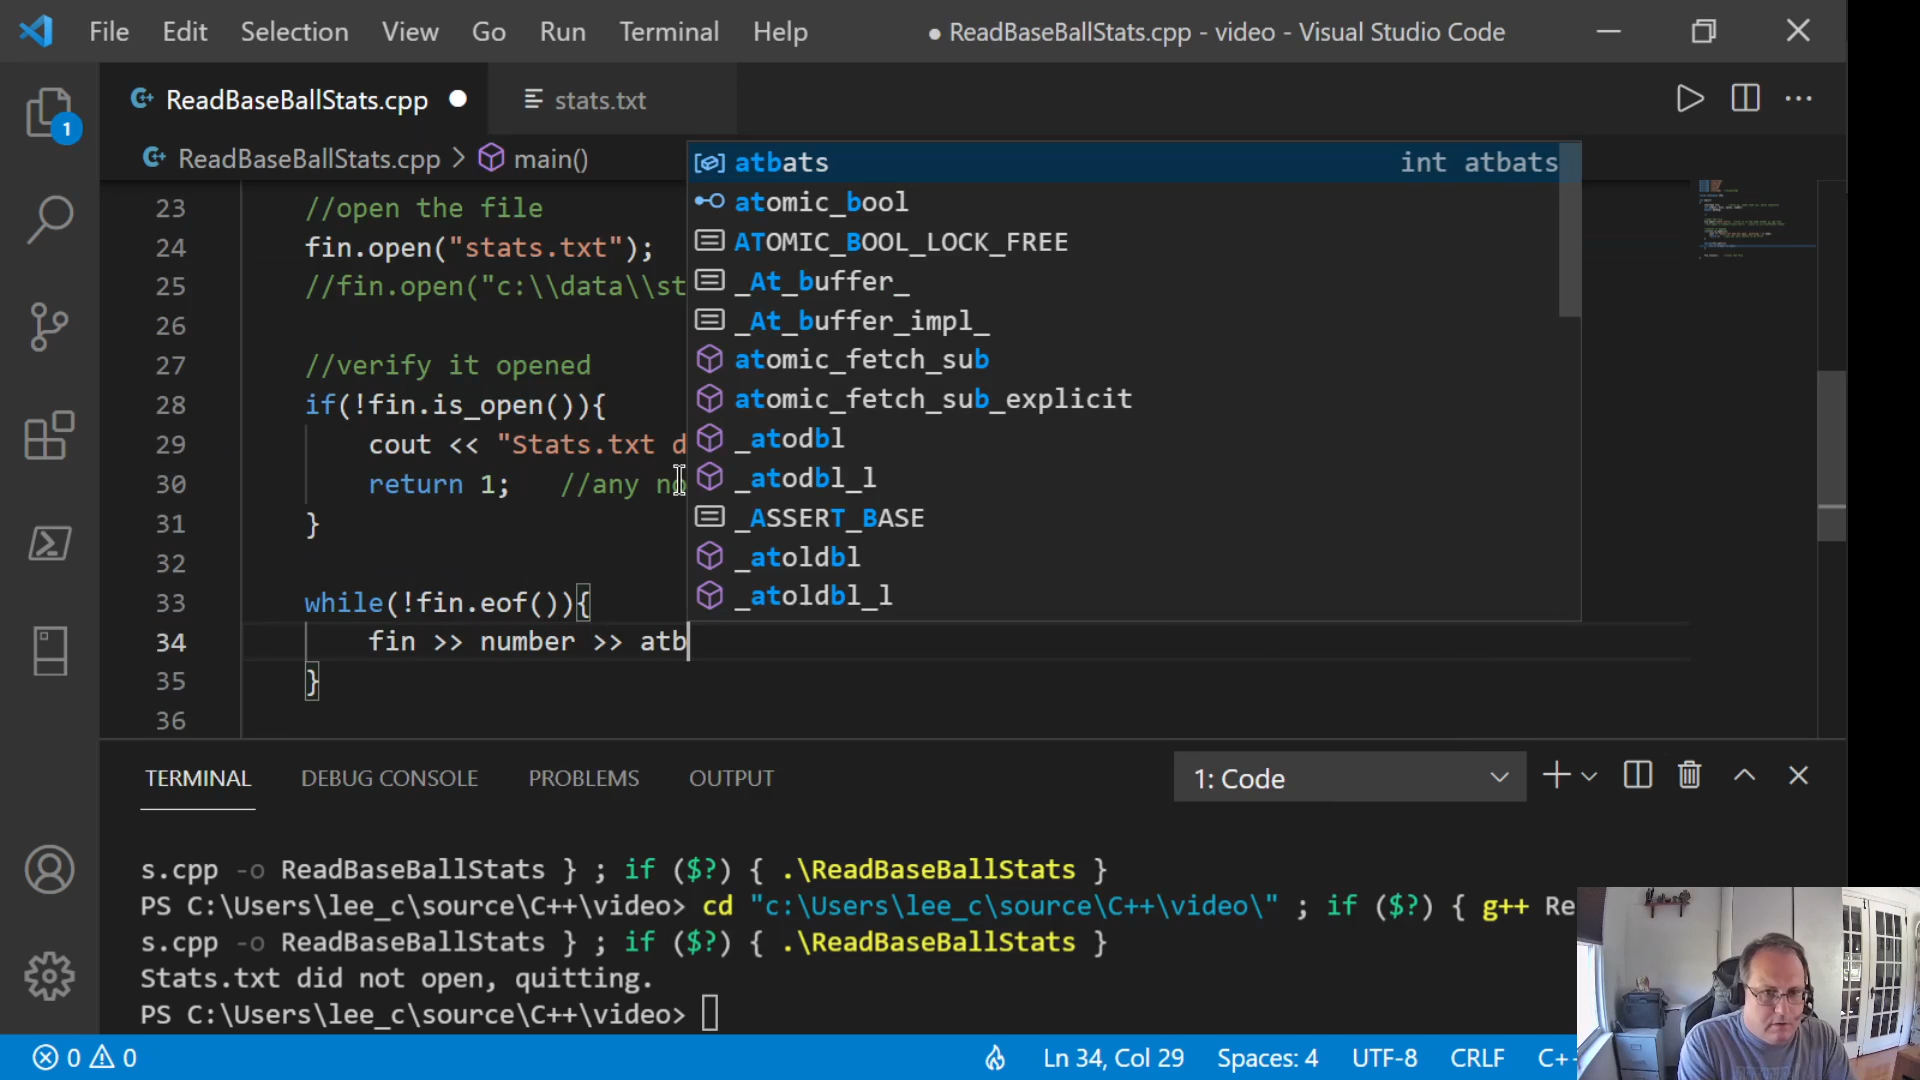 File Edit Selection View Go Run Terminal Help ● ReadBaseBallStats.cpp - video - Visual Studio Code
ReadBaseBallStats.cpp ● stats.txt
ReadBaseBallStats.cpp > main()
1
23 //open the file
24 fin.open("stats.txt");
25 //fin.open("c:\\data\\st
26
27 //verify it opened
28 if(!fin.is_open()){
29 cout << "Stats.txt d
30 return 1; //any no
31 }
32
33 while(!fin.eof()){
34 fin >> number >> atb
35 }
36
atbats int atbats
atomic_bool
ATOMIC_BOOL_LOCK_FREE
_At_buffer_
_At_buffer_impl_
atomic_fetch_sub
atomic_fetch_sub_explicit
_atodbl
_atodbl_l
_ASSERT_BASE
_atoldbl
_atoldbl_l
TERMINAL DEBUG CONSOLE PROBLEMS OUTPUT 1: Code
s.cpp -o ReadBaseBallStats } ; if ($?) { .\ReadBaseBallStats }
PS C:\Users\lee_c\source\C++\video> cd "c:\Users\lee_c\source\C++\video\" ; if ($?) { g++ Re
s.cpp -o ReadBaseBallStats } ; if ($?) { .\ReadBaseBallStats }
Stats.txt did not open, quitting.
PS C:\Users\lee_c\source\C++\video>
0 0 Ln 34, Col 29 Spaces: 4 UTF-8 CRLF C++